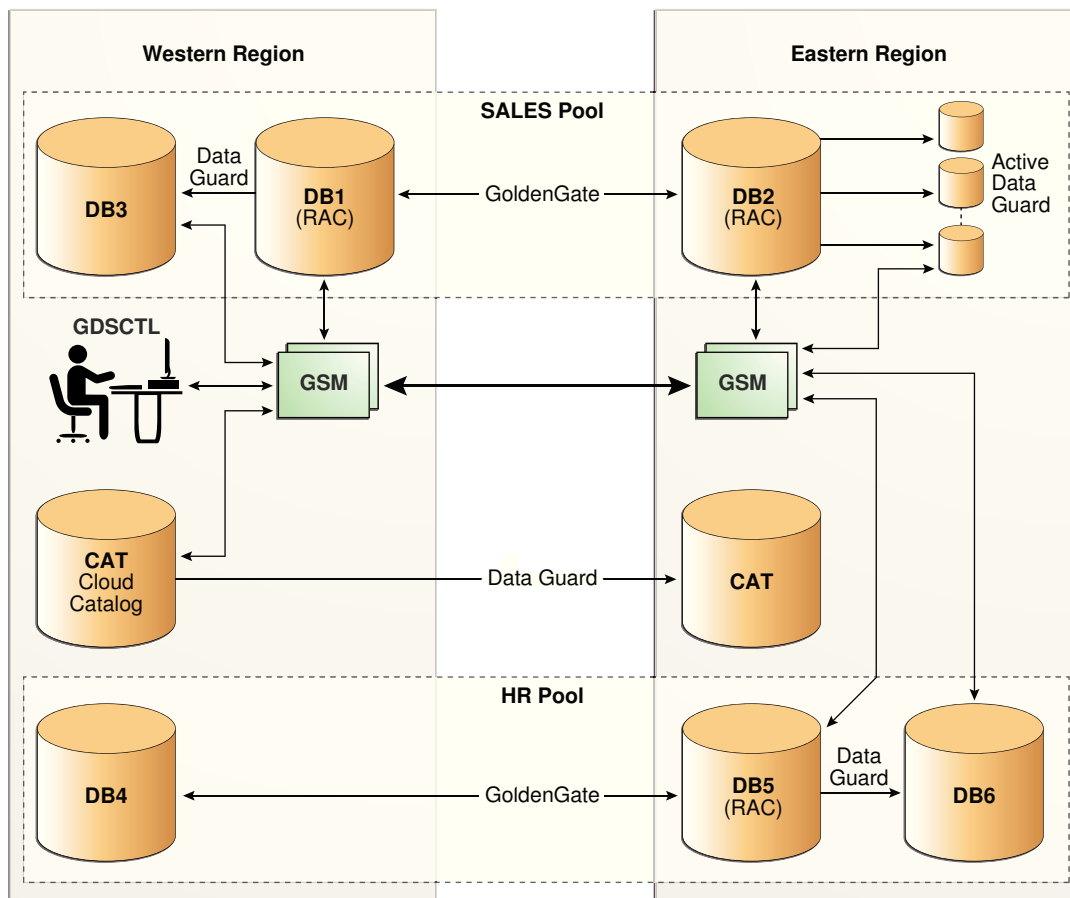 Western Region
Eastern Region
SALES Pool
DB3
Data
Guard
DB1
(RAC)
GoldenGate
DB2
(RAC)
Active
Data
Guard
GDSCTL
GSM
GSM
CAT
Cloud
Catalog
Data Guard
CAT
HR Pool
DB4
GoldenGate
DB5
(RAC)
Data
Guard
DB6